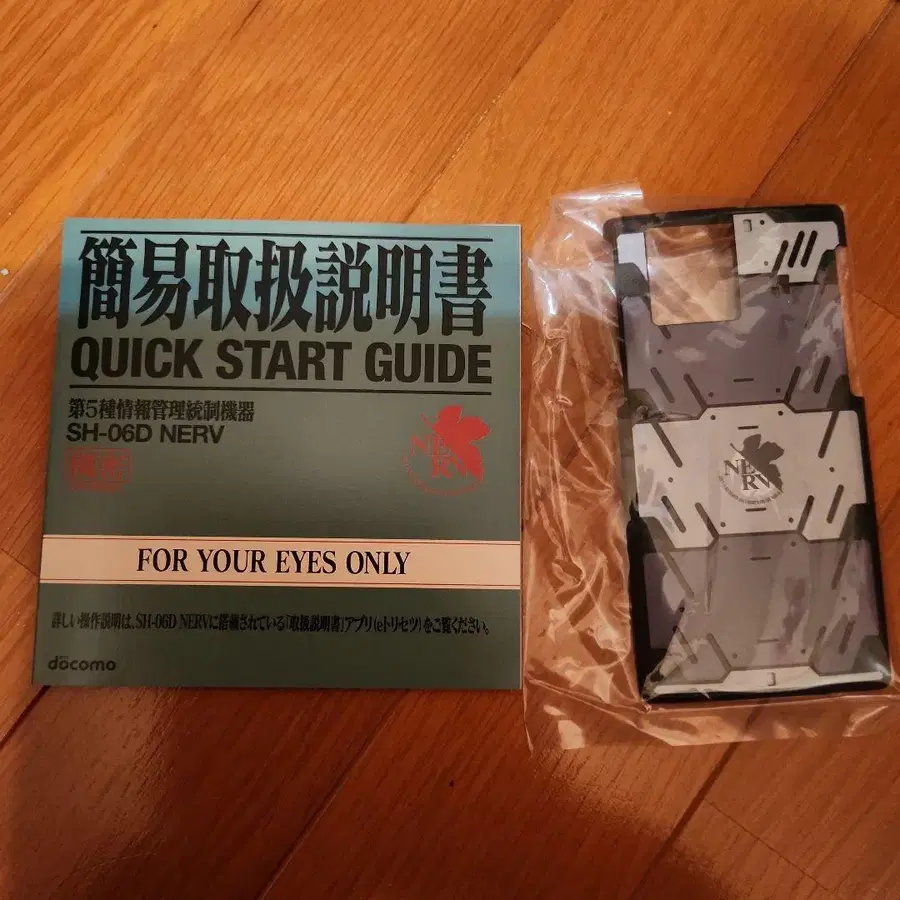 簡易取扱説明書
QUICK START GUIDE
第5種情報管理統制機器
SH-06D NERV
NERV
FOR YOUR EYES ONLY
詳しい操作説明は、SH-06D NERVに搭載されている「取扱説明書」アプリ(eトリセツ)をご覧ください。
docomo
NERV